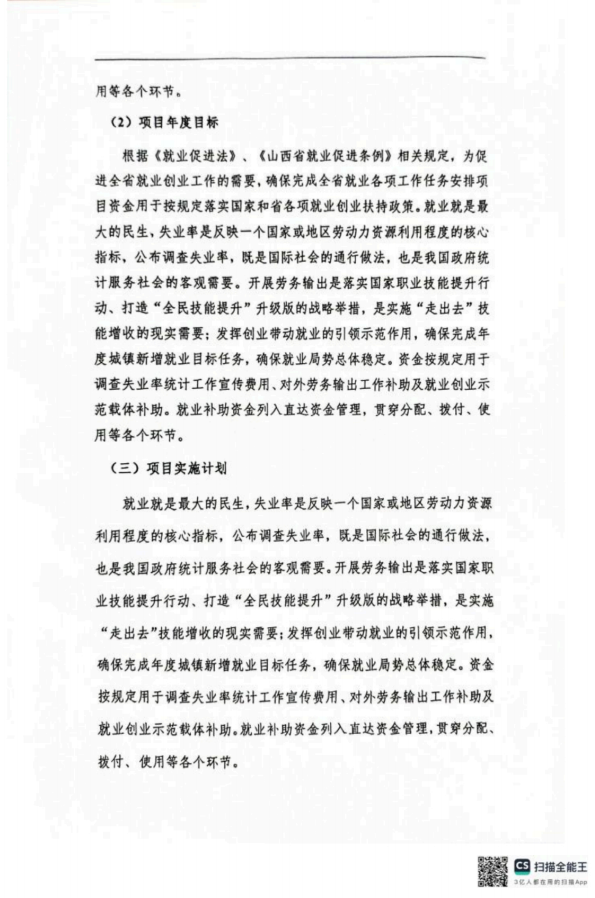 用等各个环节。
（2）项目年度目标
根据《就业促进法》、《山西省就业促进条例》相关规定，为促
进全省就业创业工作的需要，确保完成全省就业各项工作任务安排项
目资金用于按规定落实国家和省各项就业创业扶持政策。就业就是最
大的民生，失业率是反映一个国家或地区劳动力资源利用程度的核心
指标，公布调查失业率，既是国际社会的通行做法，也是我国政府统
计服务社会的客观需要。开展劳务输出是落实国家职业技能提升行
动、打造“全民技能提升”升级版的战略举措，是实施“走出去”技
能增收的现实需要；发挥创业带动就业的引领示范作用，确保完成年
度城镇新增就业目标任务，确保就业局势总体稳定。资金按规定用于
调查失业率统计工作宣传费用、对外劳务输出工作补助及就业创业示
范载体补助。就业补助资金列入直达资金管理，贯穿分配、拨付、使
用等各个环节。
（三）项目实施计划
就业就是最大的民生，失业率是反映一个国家或地区劳动力资源
利用程度的核心指标，公布调查失业率，既是国际社会的通行做法，
也是我国政府统计服务社会的客观需要。开展劳务输出是落实国家职
业技能提升行动、打造“全民技能提升”升级版的战略举措，是实施
“走出去”技能增收的现实需要；发挥创业带动就业的引领示范作用，
确保完成年度城镇新增就业目标任务，确保就业局势总体稳定。资金
按规定用于调查失业率统计工作宣传费用、对外劳务输出工作补助及
就业创业示范载体补助。就业补助资金列入直达资金管理，贯穿分配、
拨付、使用等各个环节。
CS 扫描全能王
3亿人都在用的扫描App